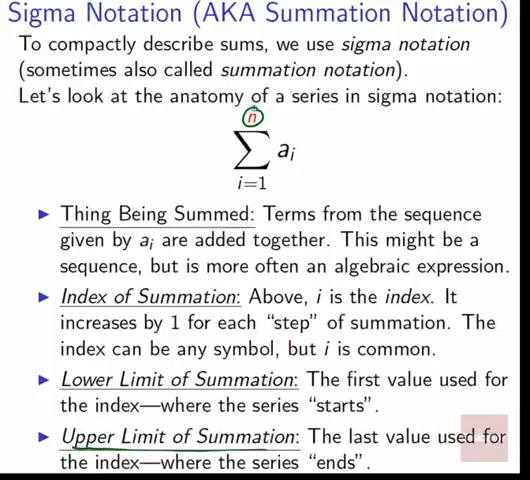 Sigma Notation (AKA Summation Notation)
To compactly describe sums, we use sigma notation
(sometimes also called summation notation).
Let's look at the anatomy of a series in sigma notation:
n
∑ aᵢ
i=1
▶ Thing Being Summed: Terms from the sequence
given by aᵢ are added together. This might be a
sequence, but is more often an algebraic expression.
▶ Index of Summation: Above, i is the index. It
increases by 1 for each “step” of summation. The
index can be any symbol, but i is common.
▶ Lower Limit of Summation: The first value used for
the index—where the series “starts”.
▶ Upper Limit of Summation: The last value used for
the index—where the series “ends”.